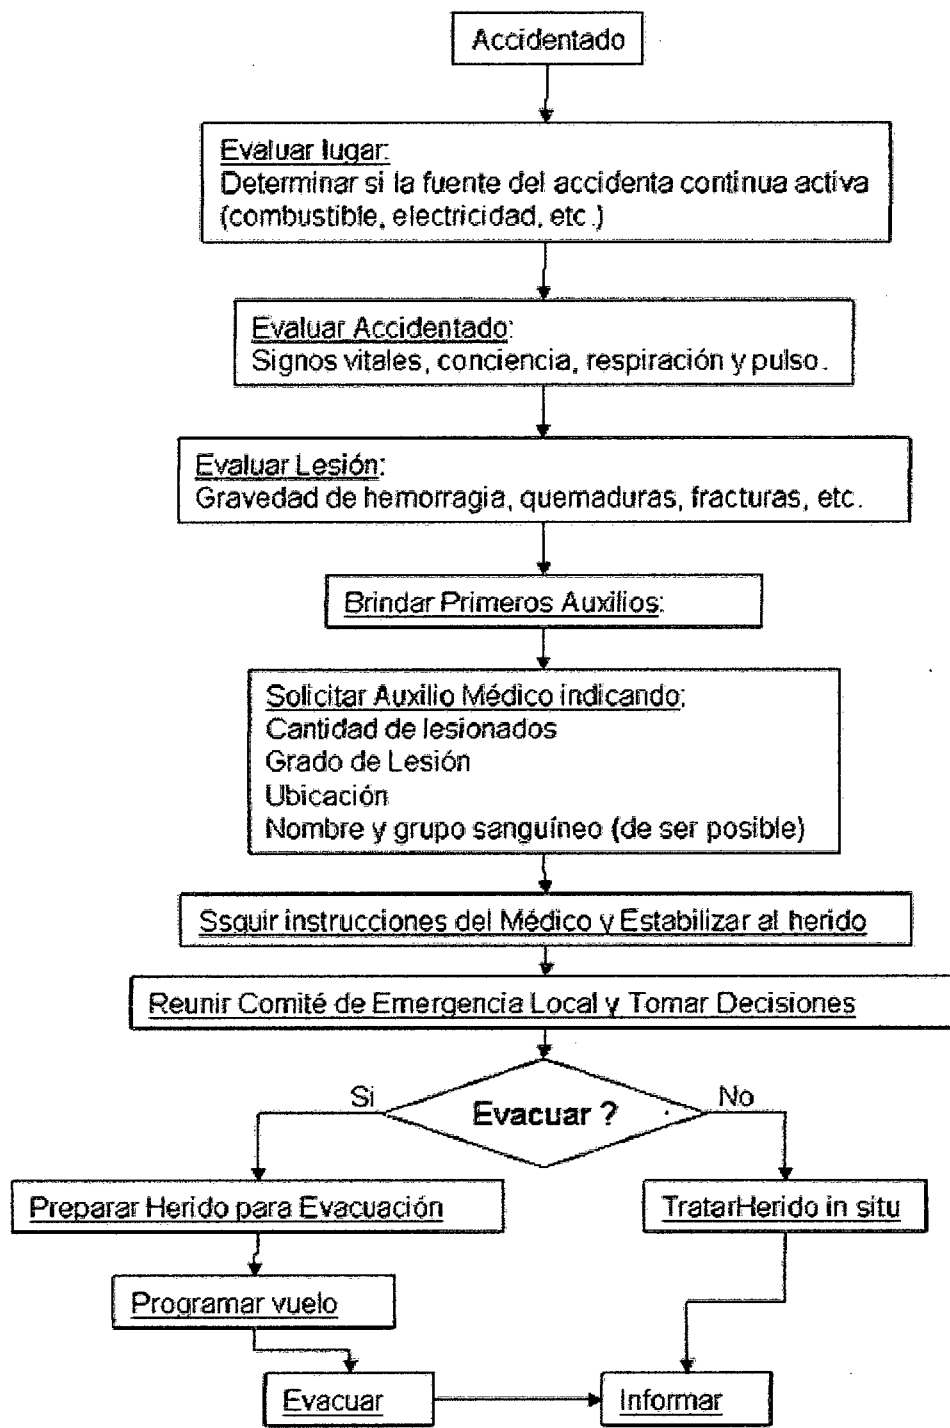 Accidentado
Evaluar lugar:
Determinar si la fuente del accidenta continua activa
(combustible, electricidad, etc.)
Evaluar Accidentado:
Signos vitales, conciencia, respiración y pulso.
Evaluar Lesión:
Gravedad de hemorragia, quemaduras, fracturas, etc.
Brindar Primeros Auxilios:
Solicitar Auxilio Médico indicando:
Cantidad de lesionados
Grado de Lesión
Ubicación
Nombre y grupo sanguíneo (de ser posible)
Ssquir instrucciones del Médico y Estabilizar al herido
Reunir Comité de Emergencia Local y Tomar Decisiones
Si
Evacuar ?
No
Preparar Herido para Evacuación
TratarHerido in situ
Programar vuelo
Evacuar
Informar